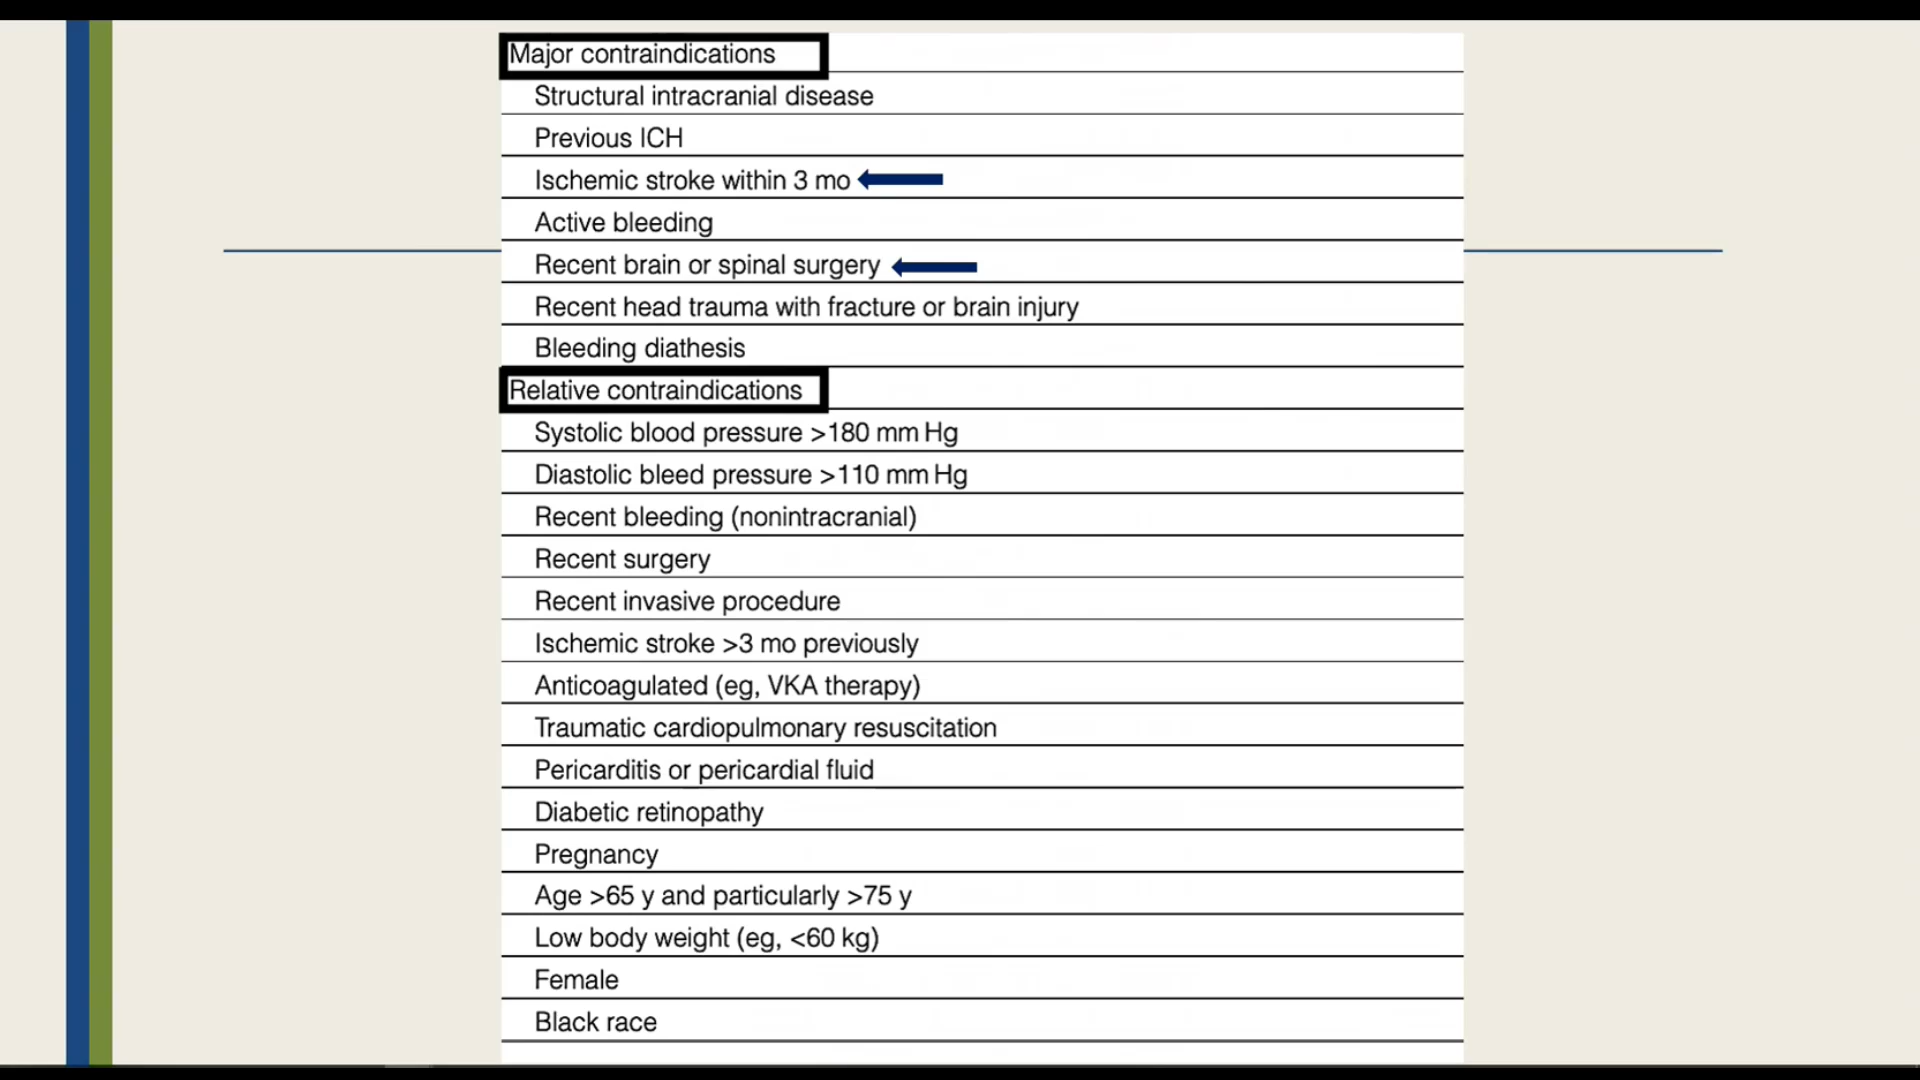 Major contraindications
Structural intracranial disease
Previous ICH
Ischemic stroke within 3 mo
Active bleeding
Recent brain or spinal surgery
Recent head trauma with fracture or brain injury
Bleeding diathesis
Relative contraindications
Systolic blood pressure >180 mm Hg
Diastolic bleed pressure >110 mm Hg
Recent bleeding (nonintracranial)
Recent surgery
Recent invasive procedure
Ischemic stroke >3 mo previously
Anticoagulated (eg, VKA therapy)
Traumatic cardiopulmonary resuscitation
Pericarditis or pericardial fluid
Diabetic retinopathy
Pregnancy
Age >65 y and particularly >75 y
Low body weight (eg, <60 kg)
Female
Black race